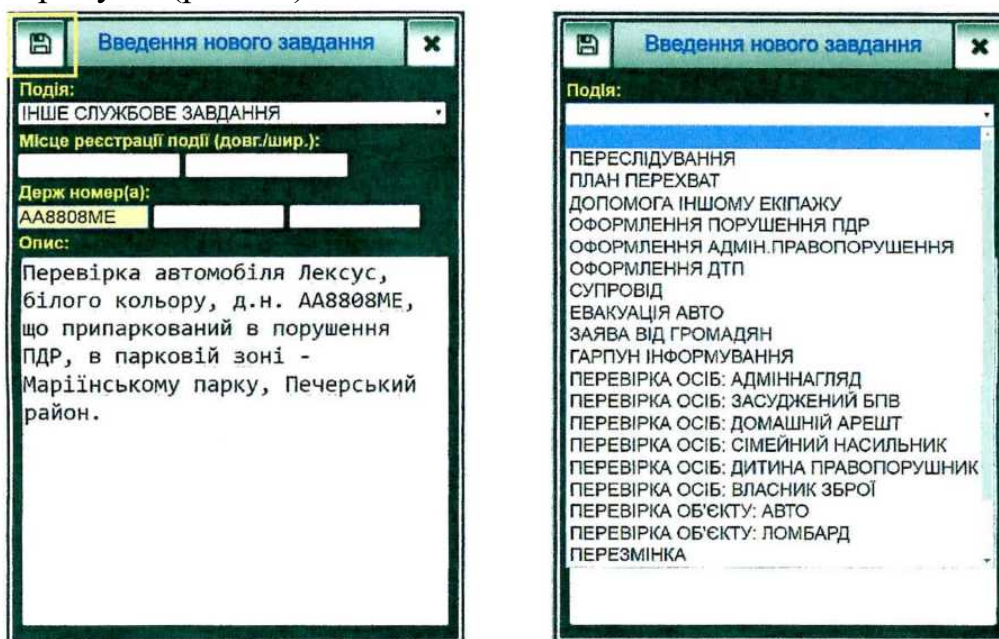 Введення нового завдання
Подія:
ІНШЕ СЛУЖБОВЕ ЗАВДАННЯ
Місце реєстрації події (довг./шир.):
Держ номер(а):
АА8808МЕ
Опис:
Перевірка автомобіля Лексус,
білого кольору, д.н. АА8808МЕ,
що припаркований в порушення
ПДР, в парковій зоні -
Маріїнському парку, Печерський
район.
Введення нового завдання
Подія:
ПЕРЕСЛІДУВАННЯ
ПЛАН ПЕРЕХВАТ
ДОПОМОГА ІНШОМУ ЕКІПАЖУ
ОФОРМЛЕННЯ ПОРУШЕННЯ ПДР
ОФОРМЛЕННЯ АДМІН.ПРАВОПОРУШЕННЯ
ОФОРМЛЕННЯ ДТП
СУПРОВІД
ЕВАКУАЦІЯ АВТО
ЗАЯВА ВІД ГРОМАДЯН
ГАРПУН ІНФОРМУВАННЯ
ПЕРЕВІРКА ОСІБ: АДМІННАГЛЯД
ПЕРЕВІРКА ОСІБ: ЗАСУДЖЕНИЙ БПВ
ПЕРЕВІРКА ОСІБ: ДОМАШНІЙ АРЕШТ
ПЕРЕВІРКА ОСІБ: СІМЕЙНИЙ НАСИЛЬНИК
ПЕРЕВІРКА ОСІБ: ДИТИНА ПРАВОПОРУШНИК
ПЕРЕВІРКА ОСІБ: ВЛАСНИК ЗБРОЇ
ПЕРЕВІРКА ОБ'ЄКТУ: АВТО
ПЕРЕВІРКА ОБ'ЄКТУ: ЛОМБАРД
ПЕРЕЗМІНКА